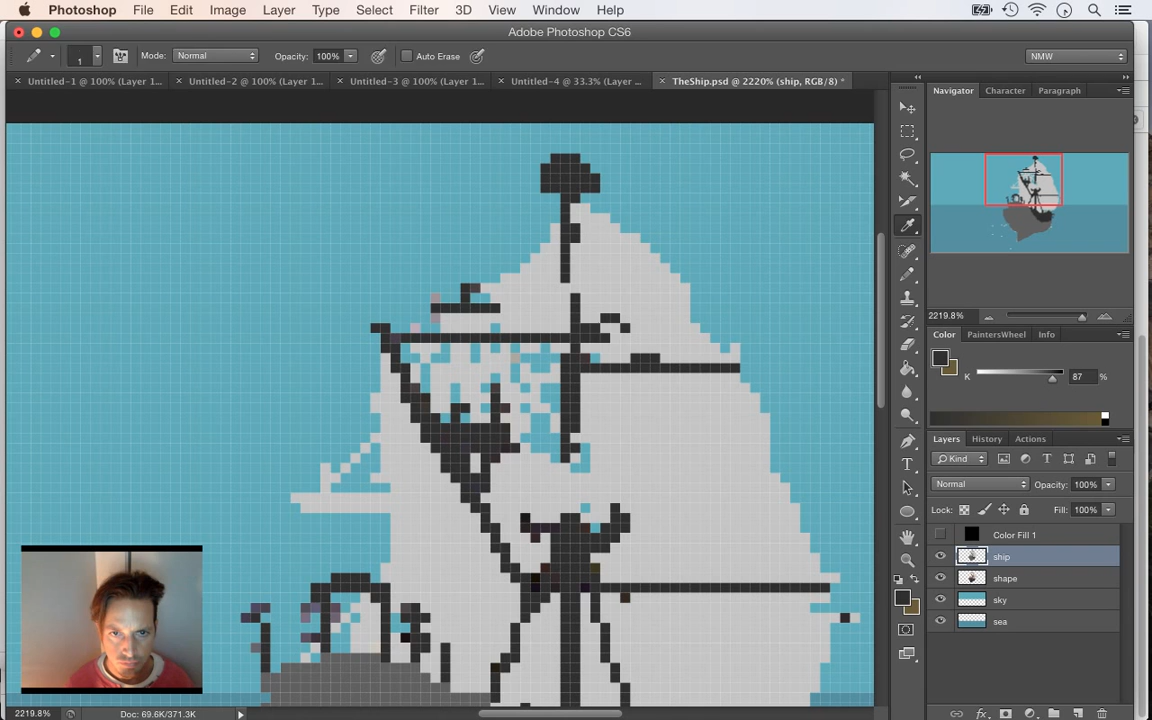 Photoshop File Edit Image Layer Type Select Filter 3D View Window Help
Adobe Photoshop CS6
1 Mode: Normal Opacity: 100% Auto Erase NMW
Untitled-1 @ 100% (Layer 1... Untitled-2 @ 100% (Layer 1... Untitled-3 @ 100% (Layer 1... Untitled-4 @ 33.3% (Layer ... TheShip.psd @ 2220% (ship, RGB/8) *
Navigator Character Paragraph
2219.8%
Color PaintersWheel Info
K 87 %
Layers History Actions
Kind
Normal Opacity: 100%
Lock: Fill: 100%
Color Fill 1
ship
shape
sky
sea
2219.8% Doc: 69.6K/371.3K